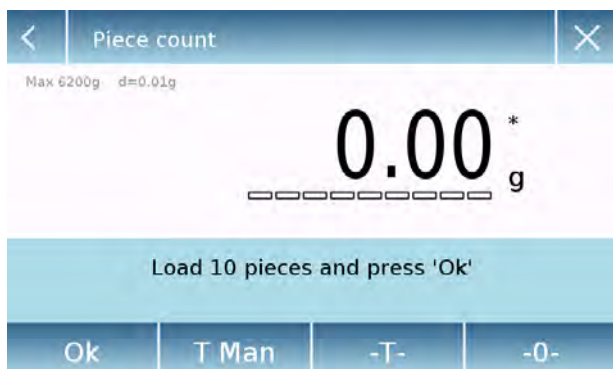 Piece count
Max 6200g d=0.01g
0.00 *
g
Load 10 pieces and press 'Ok'
Ok T Man -T- -0-